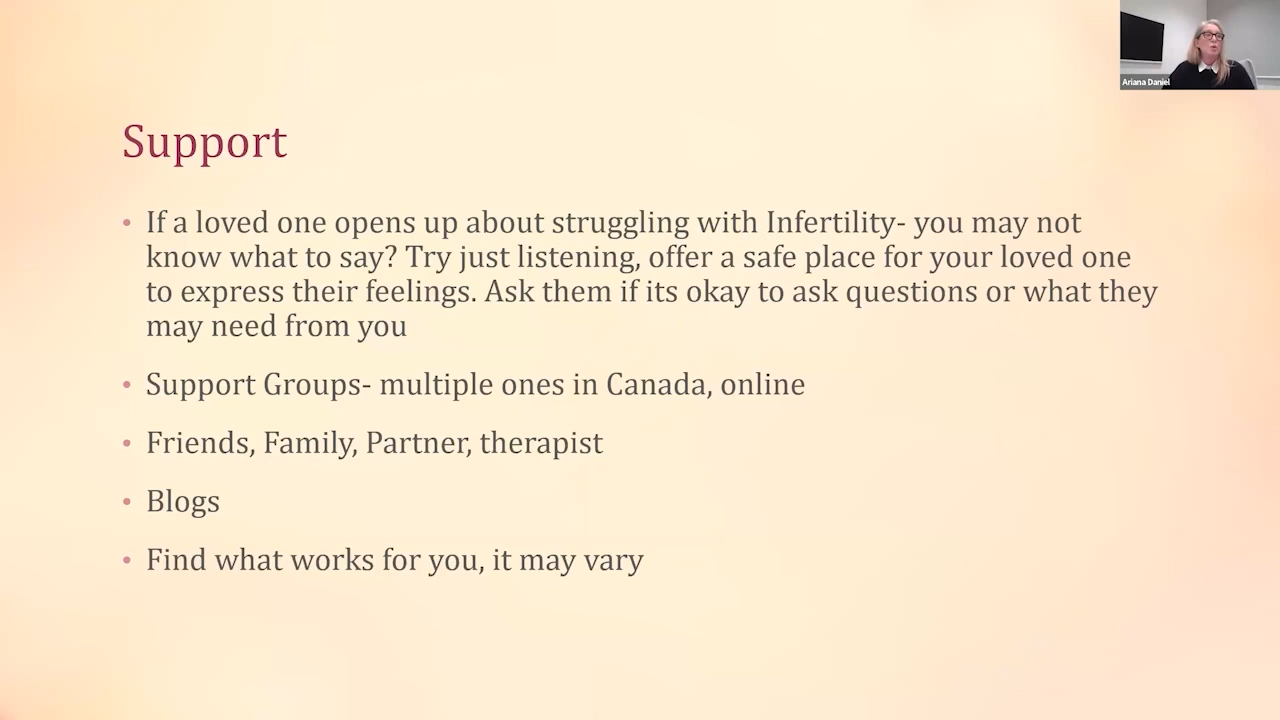 Ariana Daniel
Support
• If a loved one opens up about struggling with Infertility- you may not
know what to say? Try just listening, offer a safe place for your loved one
to express their feelings. Ask them if its okay to ask questions or what they
may need from you
• Support Groups- multiple ones in Canada, online
• Friends, Family, Partner, therapist
• Blogs
• Find what works for you, it may vary